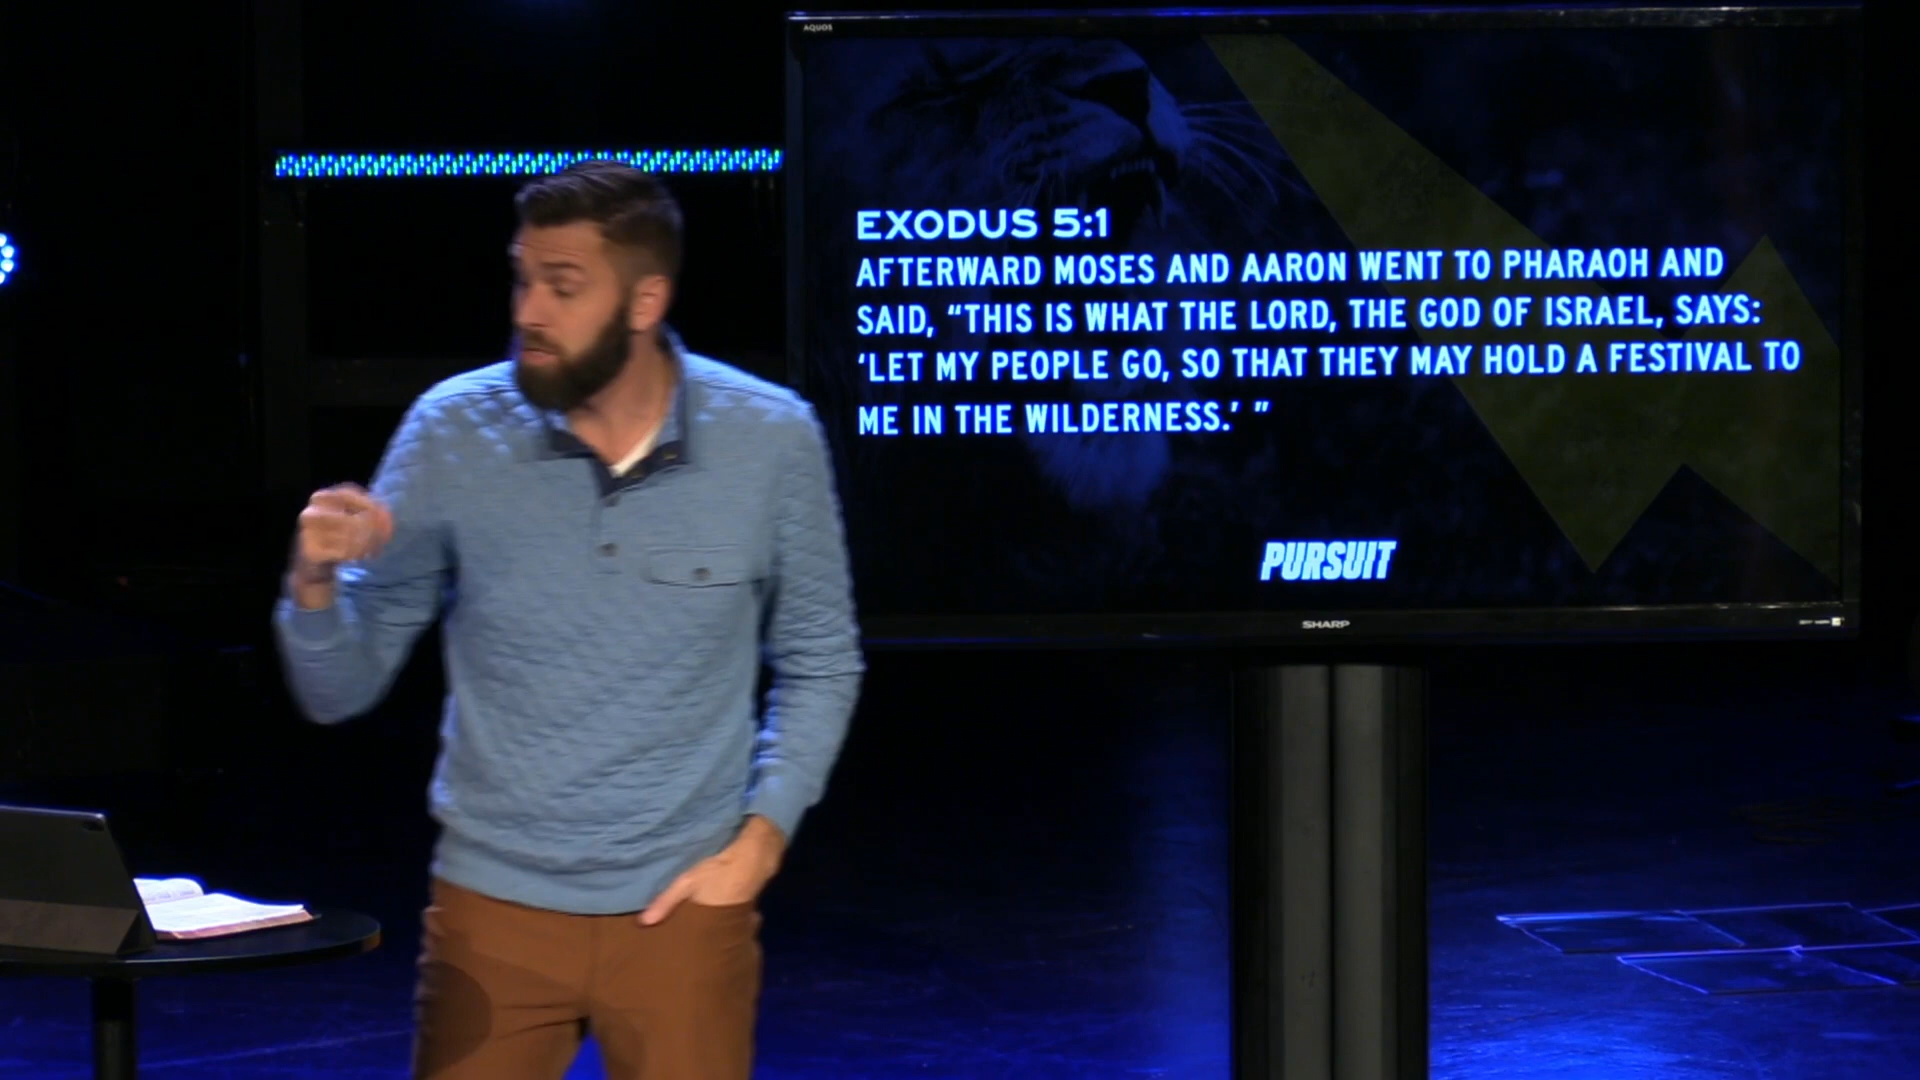 AQUOS
EXODUS 5:1
AFTERWARD MOSES AND AARON WENT TO PHARAOH AND
SAID, “THIS IS WHAT THE LORD, THE GOD OF ISRAEL, SAYS:
‘LET MY PEOPLE GO, SO THAT THEY MAY HOLD A FESTIVAL TO
ME IN THE WILDERNESS.’ ”
PURSUIT
SHARP